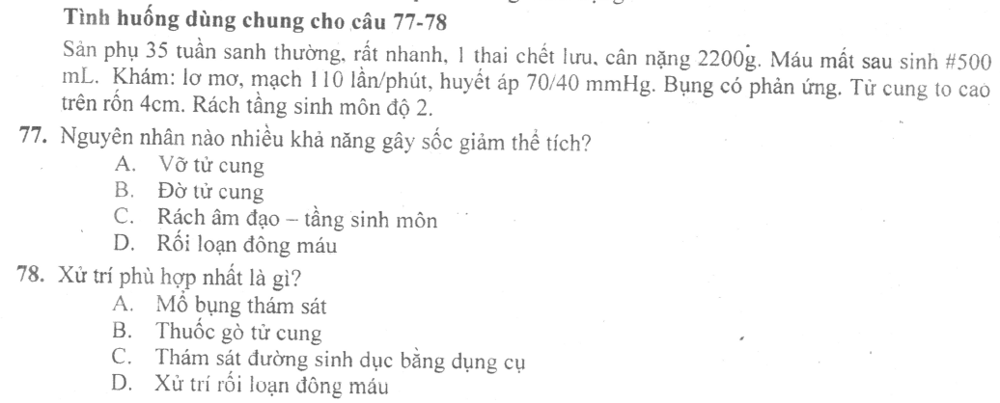 Tình huống dùng chung cho câu 77-78
Sản phụ 35 tuần sanh thường, rất nhanh, 1 thai chết lưu, cân nặng 2200g. Máu mất sau sinh #500
mL. Khám: lơ mơ, mạch 110 lần/phút, huyết áp 70/40 mmHg. Bụng có phản ứng. Tử cung to cao
trên rốn 4cm. Rách tầng sinh môn độ 2.
77. Nguyên nhân nào nhiều khả năng gây sốc giảm thể tích?
A. Vỡ tử cung
B. Đờ tử cung
C. Rách âm đạo – tầng sinh môn
D. Rối loạn đông máu
78. Xử trí phù hợp nhất là gì?
A. Mổ bụng thám sát
B. Thuốc gò tử cung
C. Thám sát đường sinh dục bằng dụng cụ
D. Xử trí rối loạn đông máu